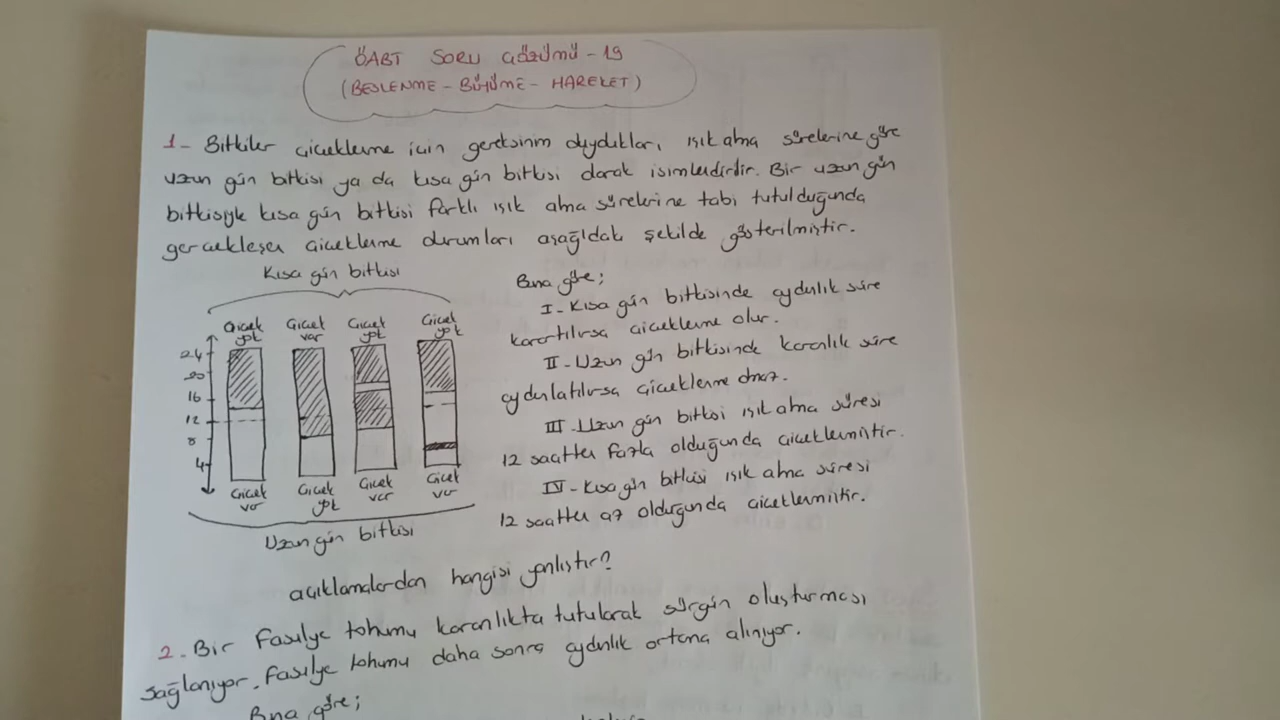 ÖABT SORU ÇÖZÜMÜ - 19
(BESLENME - BÜYÜME - HAREKET)
1- Bitkiler çiçeklenme için gereksinim duydukları ışık alma sürelerine göre
uzun gün bitkisi ya da kısa gün bitkisi olarak isimlendirilir. Bir uzun gün
bitkisiyle kısa gün bitkisi farklı ışık alma sürelerine tabi tutulduğunda
gerçekleşen çiçeklenme durumları aşağıdaki şekilde gösterilmiştir.
Kısa gün bitkisi
Çiçek yok
Çiçek var
Çiçek yok
Çiçek yok
24
20
16
12
8
4
Çiçek var
Çiçek yok
Çiçek var
Çiçek var
Uzun gün bitkisi
Buna göre;
I- Kısa gün bitkisinde aydınlık süre
karartılırsa çiçeklenme olur.
II- Uzun gün bitkisinde karanlık süre
aydınlatılırsa çiçeklenme olmaz.
III- Uzun gün bitkisi ışık alma süresi
12 saatten fazla olduğunda çiçeklenmiştir.
IV- Kısa gün bitkisi ışık alma süresi
12 saatten az olduğunda çiçeklenmiştir.
açıklamalardan hangisi yanlıştır?
2- Bir fasulye tohumu karanlıkta tutularak sürgün oluşturması
sağlanıyor. Fasulye tohumu daha sonra aydınlık ortama alınıyor.
Buna göre;